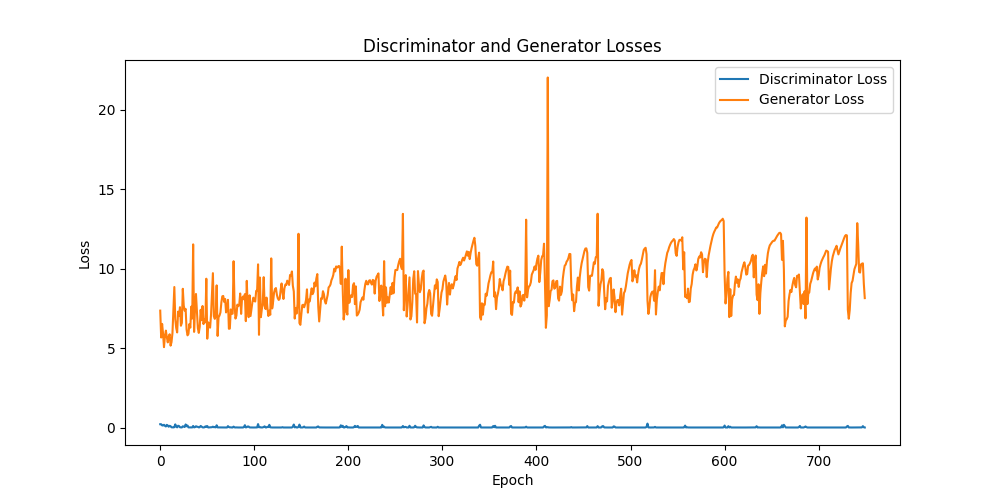 Discriminator and Generator Losses
Discriminator Loss
Generator Loss
20
15
10
5
0
Loss
0 100 200 300 400 500 600 700
Epoch